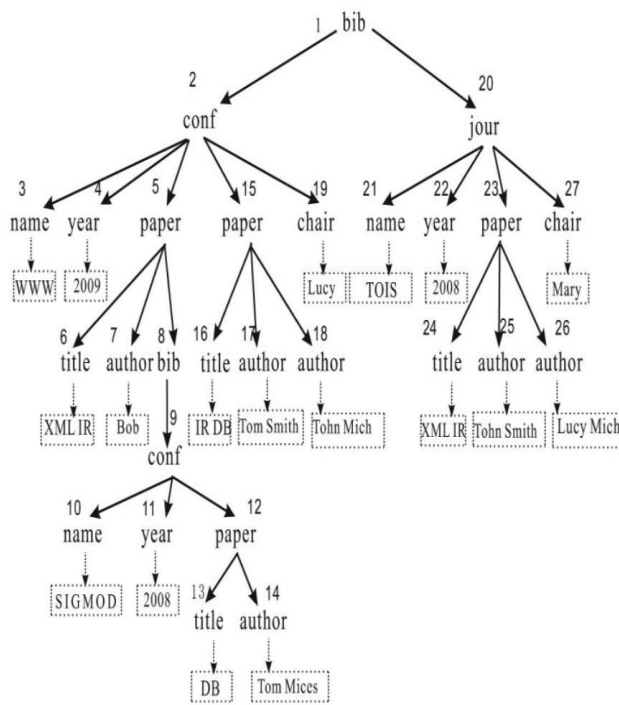 1 bib
2 20
conf jour
3 4 5 15 19 21 22 23 27
name year paper paper chair name year paper chair
WWW 2009 Lucy TOIS 2008 Mary
6 7 8 16 17 18 24 25 26
title author bib title author author title author author
XML IR Bob IR DB Tom Smith Tohn Mich XML IR Tohn Smith Lucy Mich
9
conf
10 11 12
name year paper
SIGMOD 2008
13 14
title author
DB Tom Mices